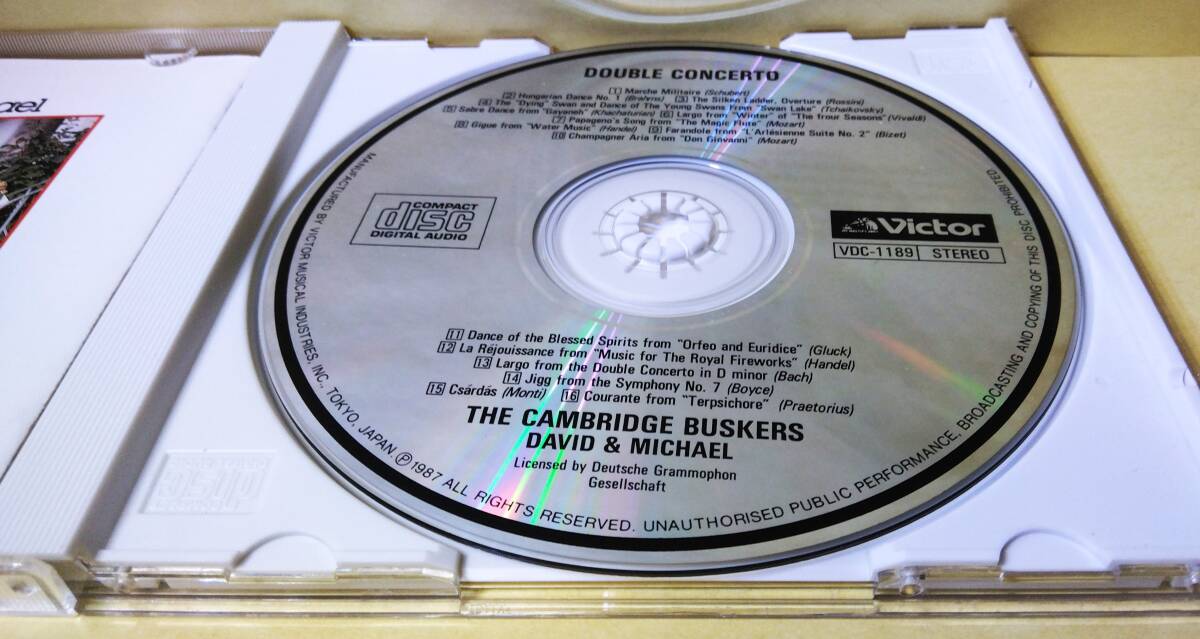 ael
DOUBLE CONCERTO
1 Marche Militaire (Schubert)
2 Hungarian Dance No. 1 (Brahms) 3 The Silken Ladder, Overture (Rossini)
4 The "Dying" Swan and Dance of The Young Swans From "Swan Lake" (Tchaikovsky)
5 Sabre Dance from "Gayaneh" (Khachaturian) 6 Largo from "Winter" of "The frour Seasons" (Vivaldi)
7 Papageno's Song from "The Magic Flute" (Mozart)
8 Gigue from "Water Music" (Handel) 9 Farandole from "L'Arlésienne Suite No. 2" (Bizet)
10 Champagner Aria from "Don Giovanni" (Mozart)
COMPACT
disc
DIGITAL AUDIO
Victor
VDC-1189 STEREO
11 Dance of the Blessed Spirits from "Orfeo and Euridice" (Gluck)
12 La Réjouissance from "Music for The Royal Fireworks" (Handel)
13 Largo from the Double Concerto in D minor (Bach)
14 Jigg from the Symphony No. 7 (Boyce)
15 Csárdás (Monti) 16 Courante from "Terpsichore" (Praetorius)
THE CAMBRIDGE BUSKERS
DAVID & MICHAEL
Licensed by Deutsche Grammophon
Gesellschaft
MANUFACTURED BY VICTOR MUSICAL INDUSTRIES, INC. TOKYO, JAPAN Ⓟ 1987 ALL RIGHTS RESERVED. UNAUTHORISED PUBLIC PERFORMANCE, BROADCASTING AND COPYING OF THIS DISC PROHIBITED